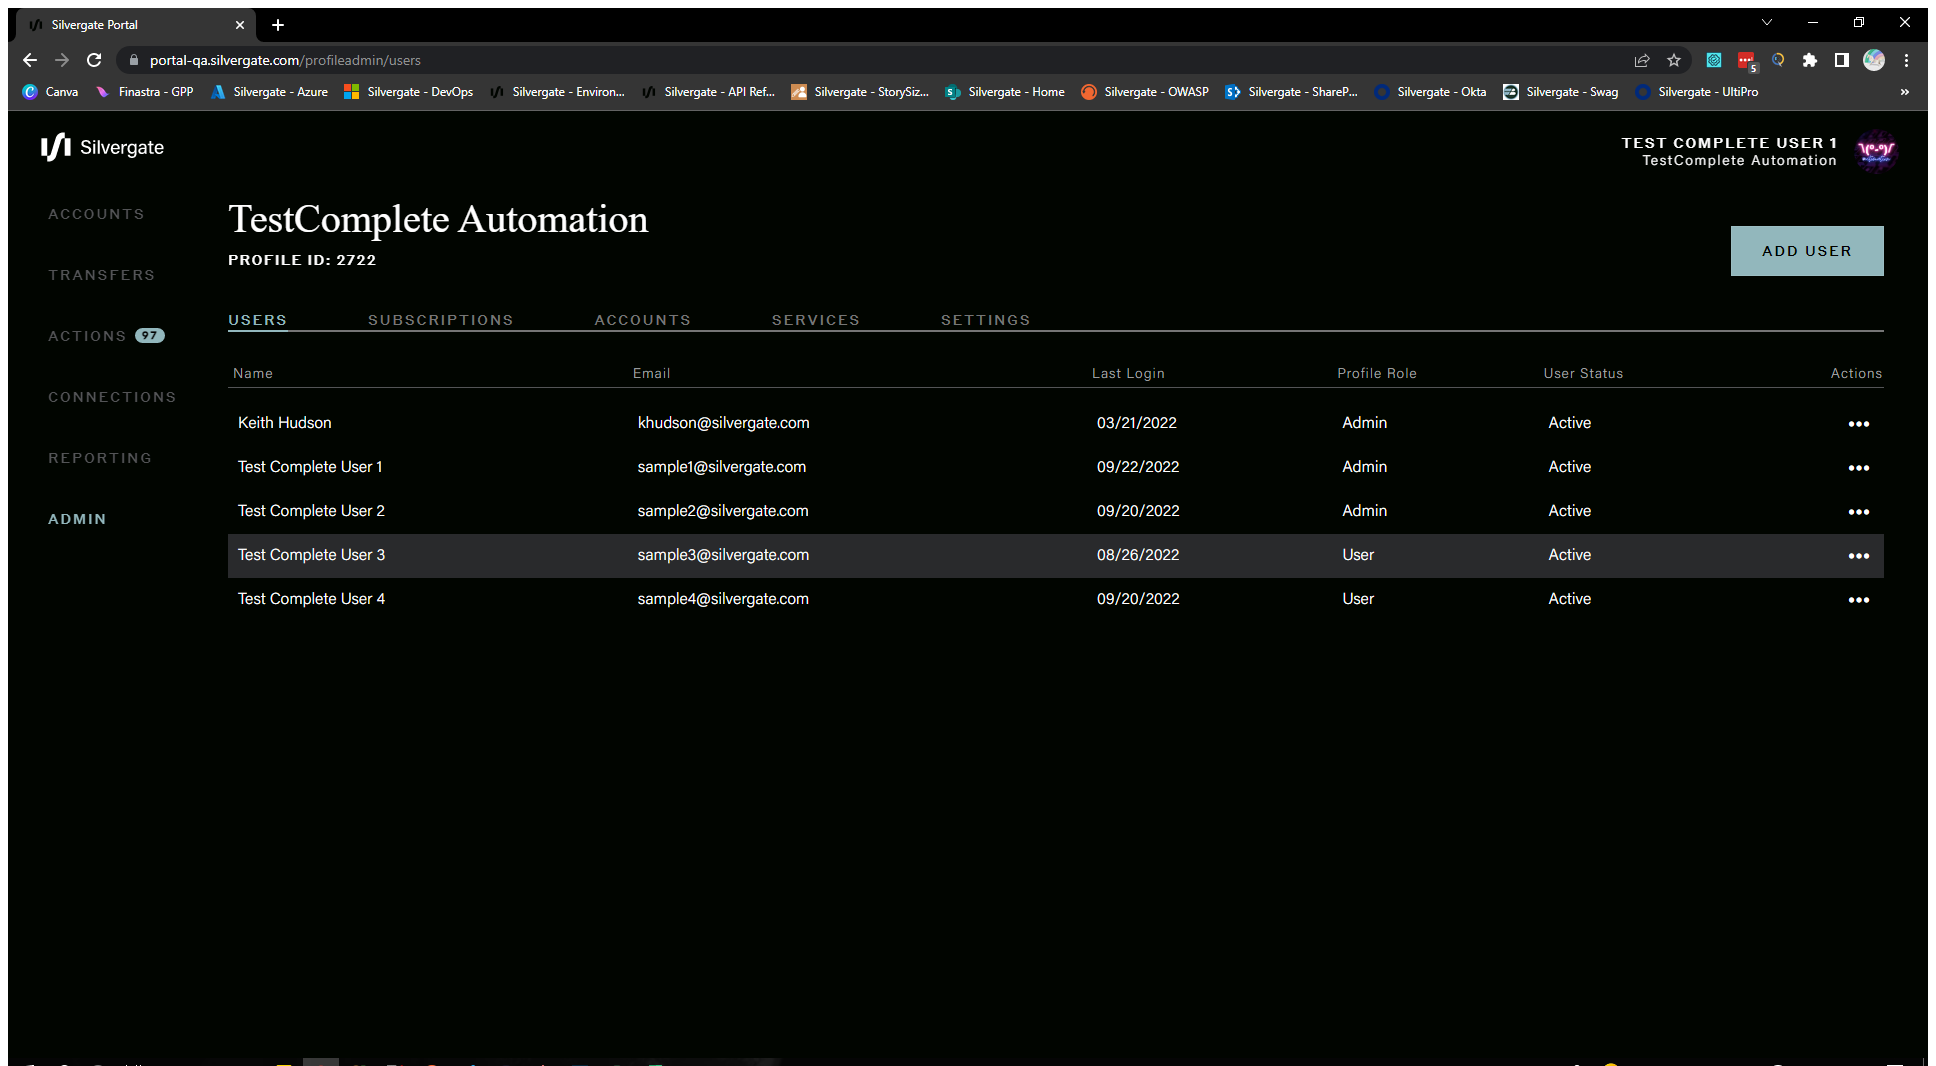 Silvergate Portal
portal-qa.silvergate.com/profileadmin/users
5
Canva Finastra - GPP Silvergate - Azure Silvergate - DevOps Silvergate - Environ... Silvergate - API Ref... Silvergate - StorySiz... Silvergate - Home Silvergate - OWASP Silvergate - ShareP... Silvergate - Okta Silvergate - Swag Silvergate - UltiPro »
Silvergate
TEST COMPLETE USER 1
TestComplete Automation
ACCOUNTS
TRANSFERS
ACTIONS 97
CONNECTIONS
REPORTING
ADMIN
TestComplete Automation
PROFILE ID: 2722
ADD USER
USERS SUBSCRIPTIONS ACCOUNTS SERVICES SETTINGS
Name Email Last Login Profile Role User Status Actions
Keith Hudson khudson@silvergate.com 03/21/2022 Admin Active •••
Test Complete User 1 sample1@silvergate.com 09/22/2022 Admin Active •••
Test Complete User 2 sample2@silvergate.com 09/20/2022 Admin Active •••
Test Complete User 3 sample3@silvergate.com 08/26/2022 User Active •••
Test Complete User 4 sample4@silvergate.com 09/20/2022 User Active •••